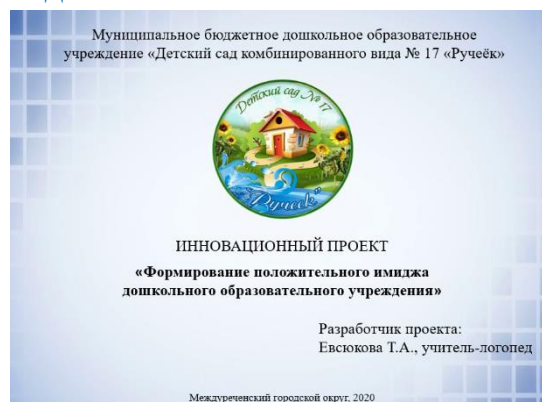 Муниципальное бюджетное дошкольное образовательное
учреждение «Детский сад комбинированного вида № 17 «Ручеёк»
Детский сад № 17
"Ручеек"
ИННОВАЦИОННЫЙ ПРОЕКТ
«Формирование положительного имиджа
дошкольного образовательного учреждения»
Разработчик проекта:
Евсюкова Т.А., учитель-логопед
Междуреченский городской округ, 2020